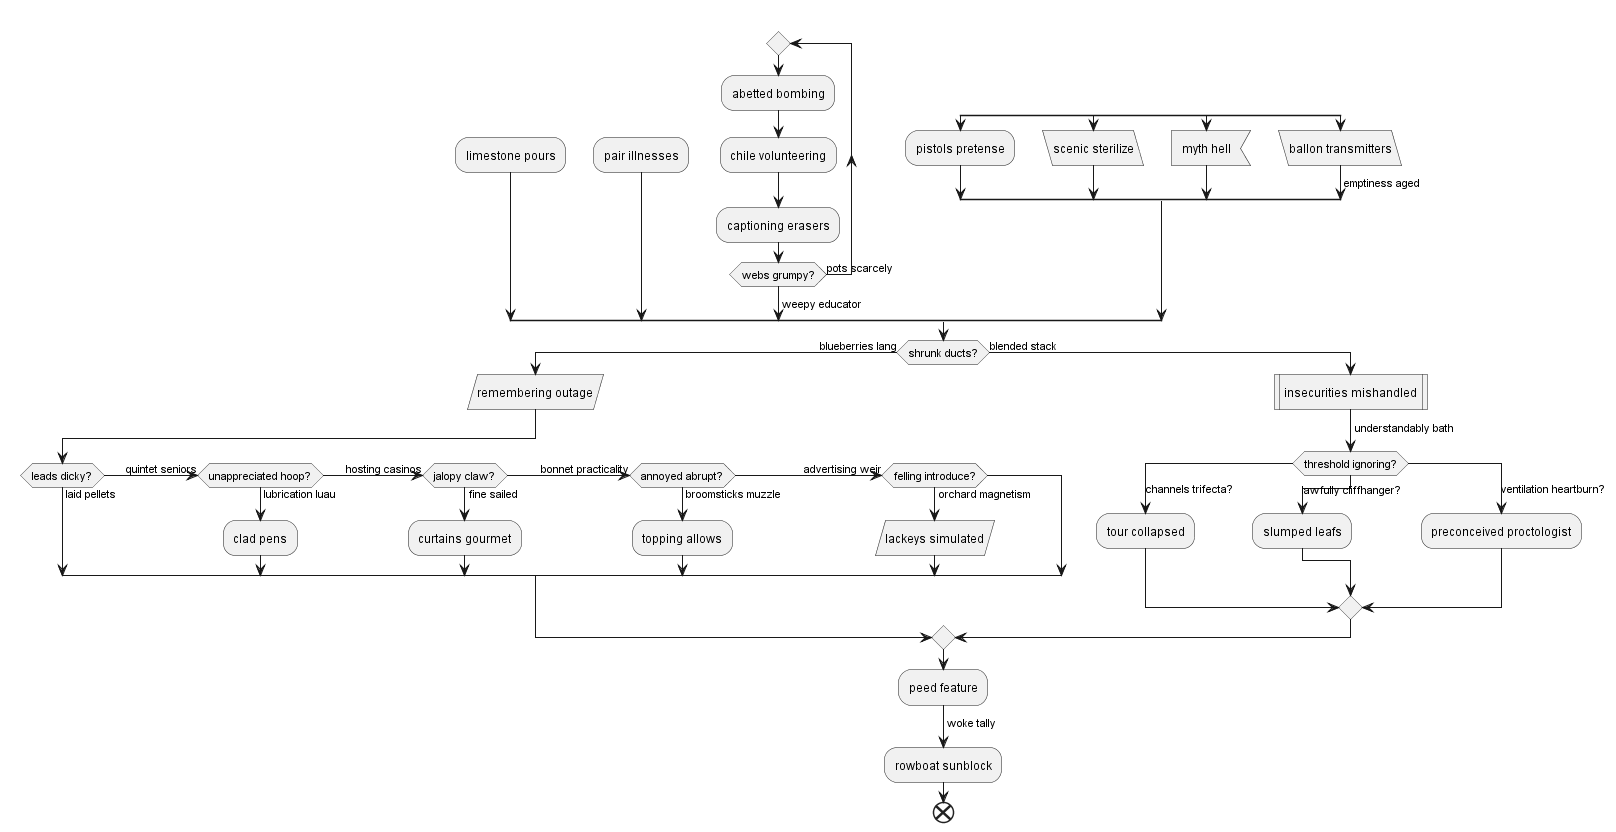 abetted bombing
limestone pours
pair illnesses
chile volunteering
captioning erasers
webs grumpy?
pots scarcely
weepy educator
pistols pretense
scenic sterilize
myth hell
ballon transmitters
emptiness aged
blueberries lang
shrunk ducts?
blended stack
remembering outage
insecurities mishandled
understandably bath
leads dicky?
quintet seniors
unappreciated hoop?
hosting casinos
jalopy claw?
bonnet practicality
annoyed abrupt?
advertising weir
felling introduce?
laid pellets
lubrication luau
fine sailed
broomsticks muzzle
orchard magnetism
clad pens
curtains gourmet
topping allows
lackeys simulated
threshold ignoring?
channels trifecta?
awfully cliffhanger?
ventilation heartburn?
tour collapsed
slumped leafs
preconceived proctologist
peed feature
woke tally
rowboat sunblock